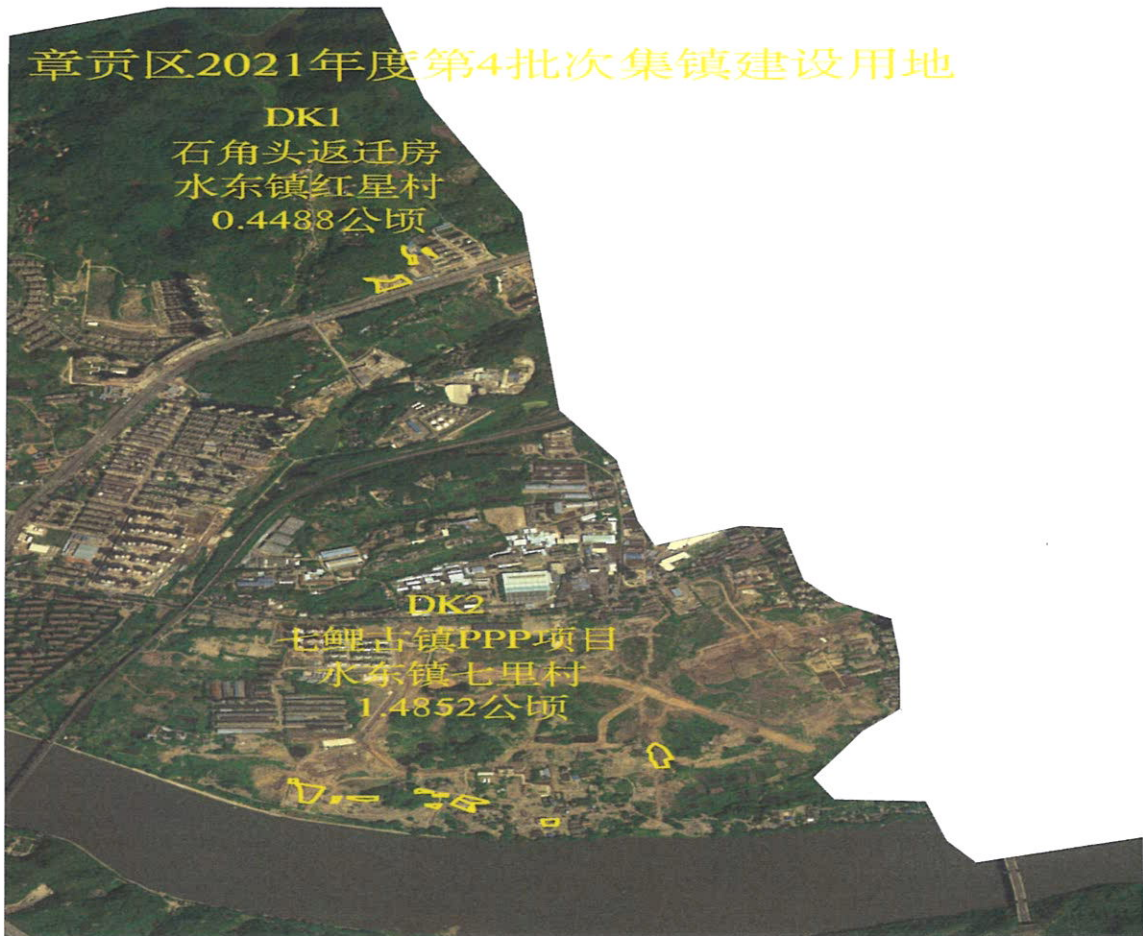 章贡区2021年度第4批次集镇建设用地
DK1
石角头返迁房
水东镇红星村
0.4488公顷
DK2
七鲤古镇PPP项目
水东镇七里村
1.4852公顷